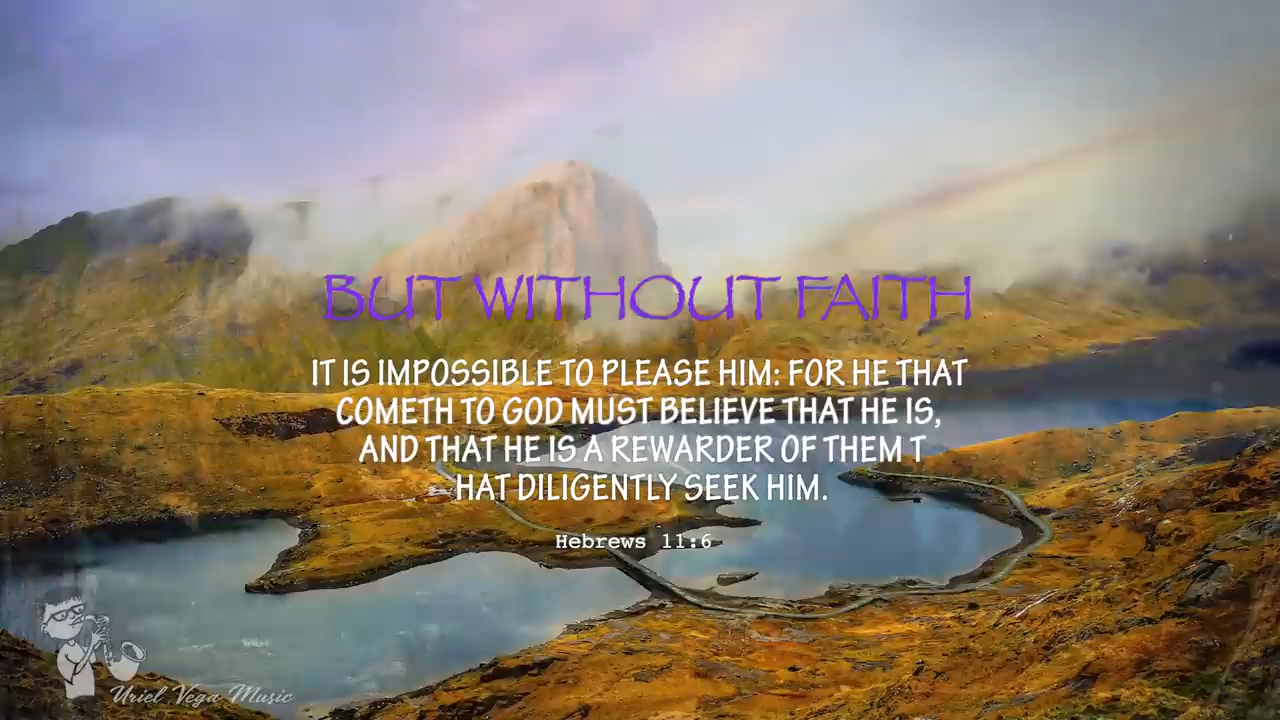 BUT WITHOUT FAITH
IT IS IMPOSSIBLE TO PLEASE HIM: FOR HE THAT
COMETH TO GOD MUST BELIEVE THAT HE IS,
AND THAT HE IS A REWARDER OF THEM T
HAT DILIGENTLY SEEK HIM.
Hebrews 11:6
Uriel Vega Music